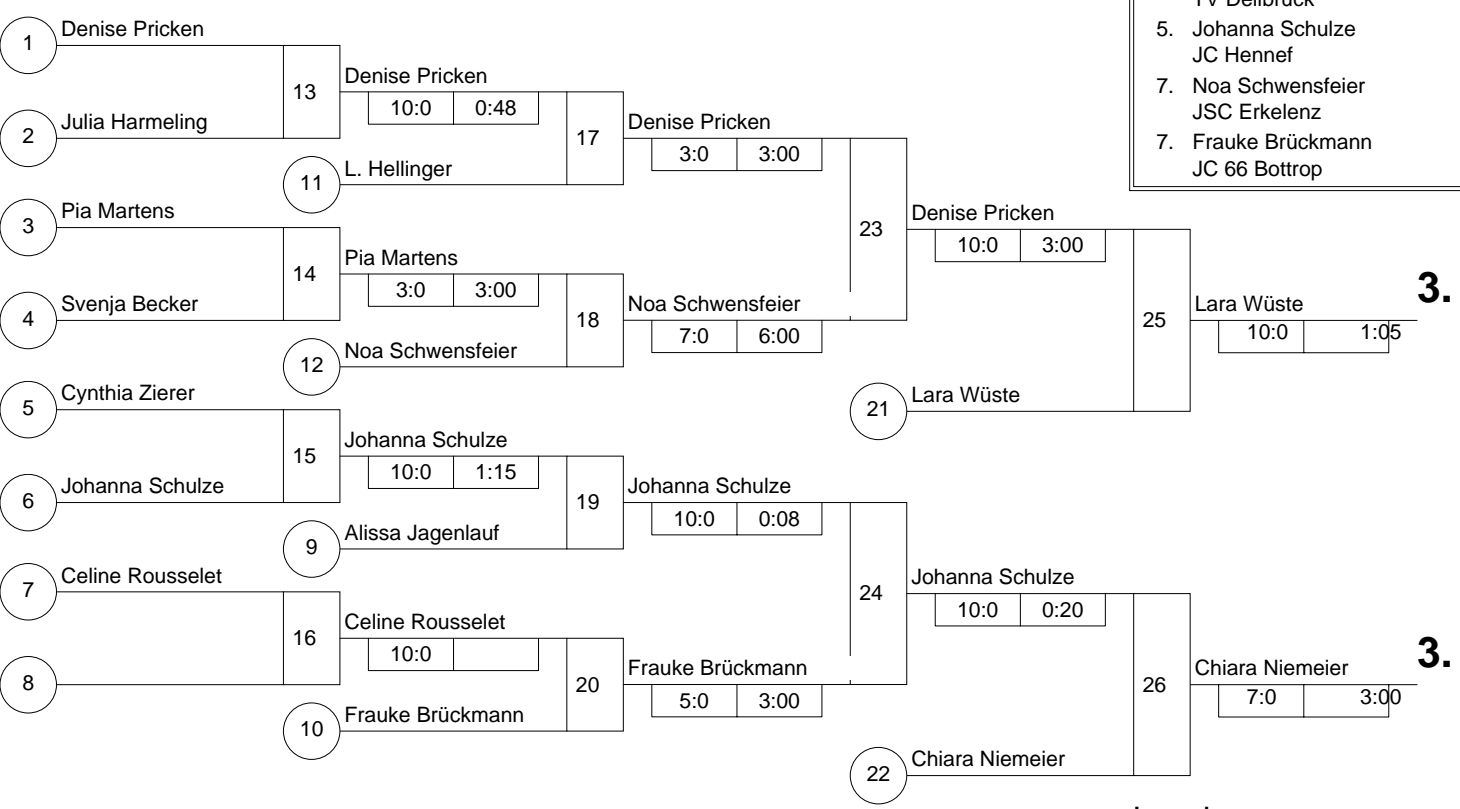 TV Dellbrück
5. Johanna Schulze
JC Hennef
7. Noa Schwensfeier
JSC Erkelenz
7. Frauke Brückmann
JC 66 Bottrop
1 Denise Pricken
13
Denise Pricken
10:0 0:48
2 Julia Harmeling
17
Denise Pricken
3:0 3:00
11 L. Hellinger
3 Pia Martens
23
Denise Pricken
10:0 3:00
14
Pia Martens
3:0 3:00
4 Svenja Becker
18
Noa Schwensfeier
7:0 6:00
12 Noa Schwensfeier
25
Lara Wüste
10:0 1:05
3.
5 Cynthia Zierer
21 Lara Wüste
15
Johanna Schulze
10:0 1:15
6 Johanna Schulze
19
Johanna Schulze
10:0 0:08
9 Alissa Jagenlauf
7 Celine Rousselet
24
Johanna Schulze
10:0 0:20
16
Celine Rousselet
10:0
8
20
Frauke Brückmann
5:0 3:00
10 Frauke Brückmann
26
Chiara Niemeier
7:0 3:00
3.
22 Chiara Niemeier